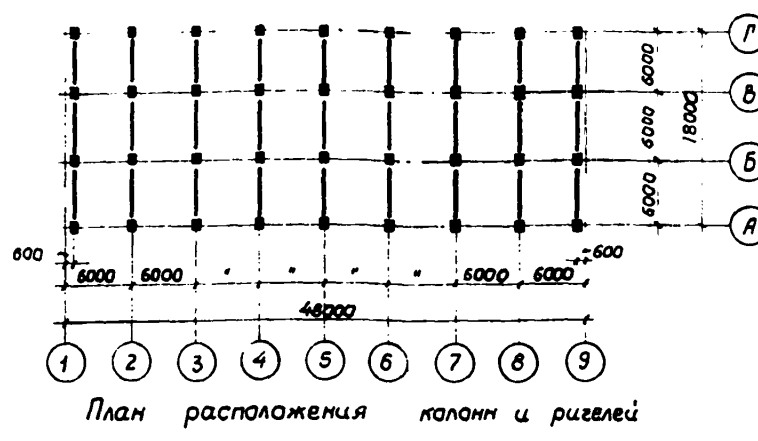 Г
6000
В
6000
18000
Б
6000
А
600
600
6000 6000 " " " " 6000 6000
48000
1 2 3 4 5 6 7 8 9
План расположения колонн и ригелей